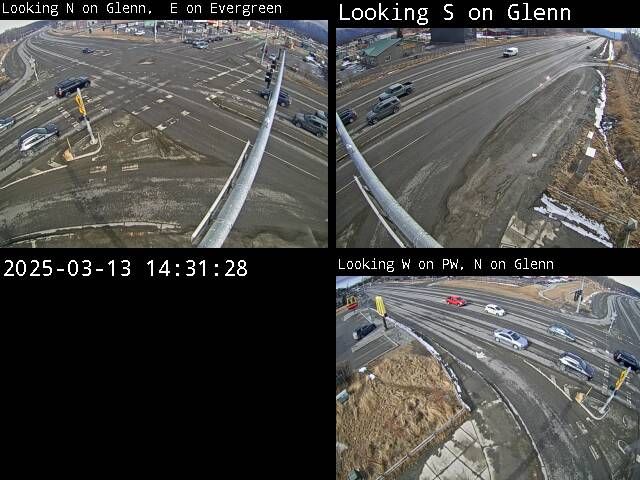 Looking N on Glenn,  E on Evergreen
Looking S on Glenn
2025-03-13 14:31:28
Looking W on PW, N on Glenn